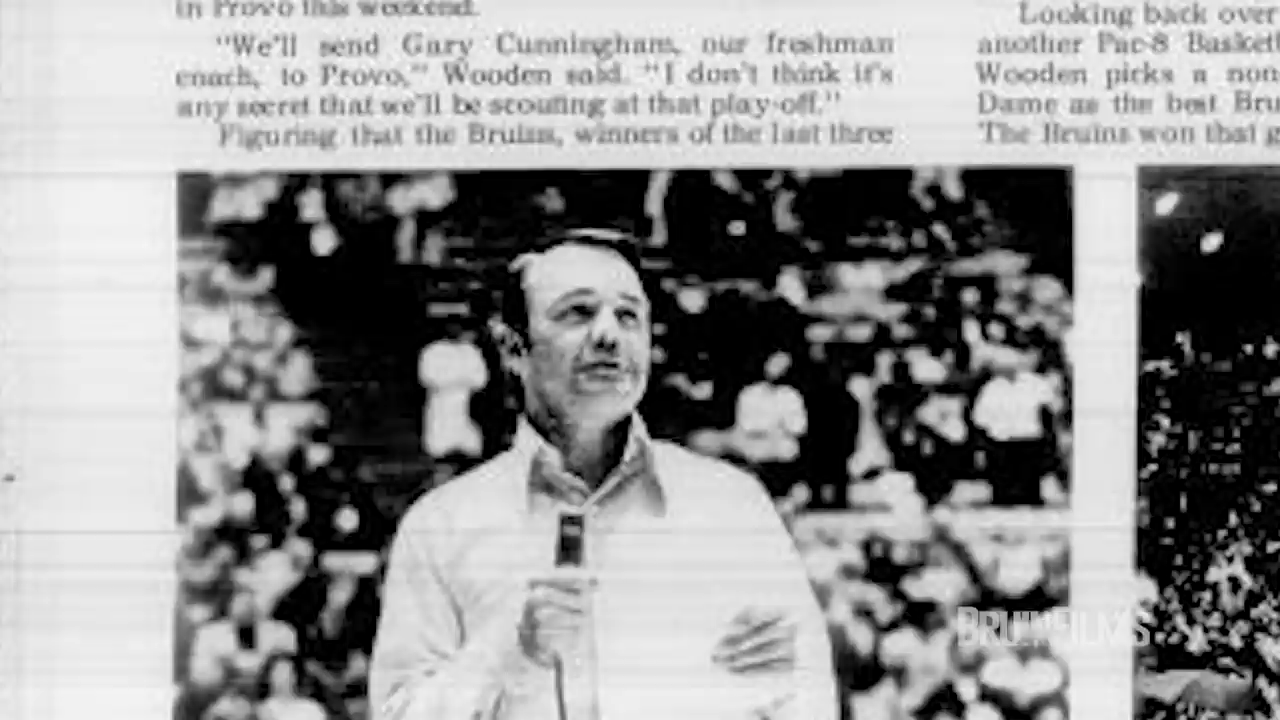 in Provo this weekend.
"We'll send Gary Cunningham, our freshman
coach, to Provo," Wooden said. "I don't think it's
any secret that we'll be scouting at that play-off."
Figuring that the Bruins, winners of the last three
Looking back over
another Pac-8 Basketb
Wooden picks a non
Dame as the best Bru
The Bruins won that g
BRUINFILMS